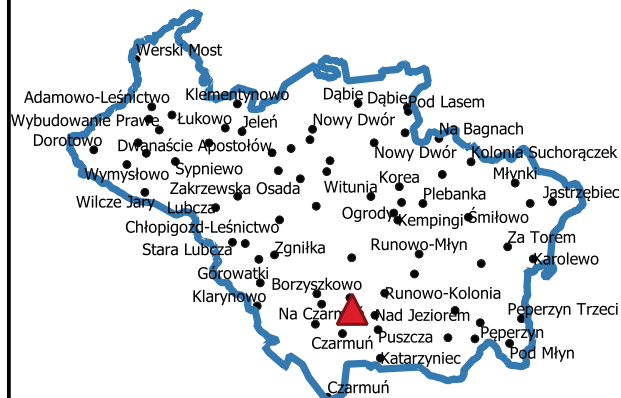 Werski Most
Adamowo-Leśnictwo
Klementynowo
Dąbie
Dąbie
Pod Lasem
Wybudowanie Prawe
Łukowo
Jeleń
Nowy Dwór
Na Bagnach
Dorotowo
Dwanaście Apostołów
Nowy Dwór
Kolonia Suchorączek
Wymysłowo
Sypniewo
Korea
Młynki
Zakrzewska Osada
Witunia
Plebanka
Jastrzębiec
Wilcze Jary
Lubcza
Ogrody
Kempingi
Śmiłowo
Chłopigozd-Leśnictwo
Stara Lubcza
Zgniłka
Runowo-Młyn
Za Torem
Karolewo
Górowatki
Borzyszkowo
Klarynowo
Runowo-Kolonia
Na Czarn
Nad Jeziorem
Pęperzyn Trzeci
Czarmuń
Puszcza
Pęperzyn
Katarzyniec
Pod Młyn
Czarmuń